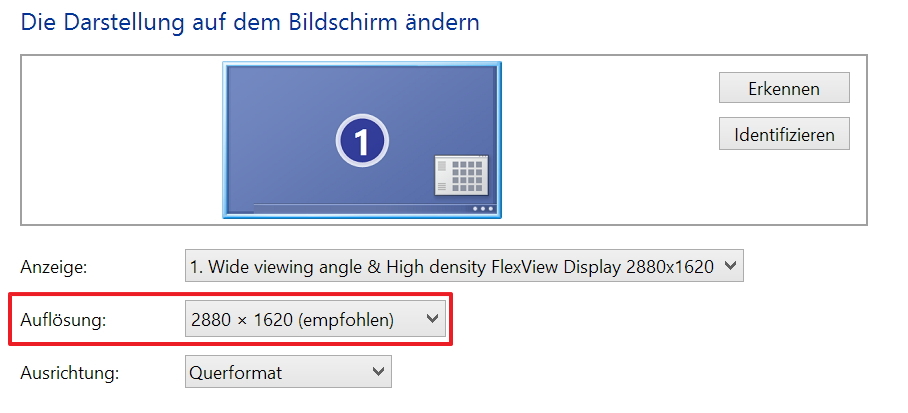 Die Darstellung auf dem Bildschirm ändern
1
Erkennen
Identifizieren
Anzeige: 1. Wide viewing angle & High density FlexView Display 2880x1620
Auflösung: 2880 × 1620 (empfohlen)
Ausrichtung: Querformat